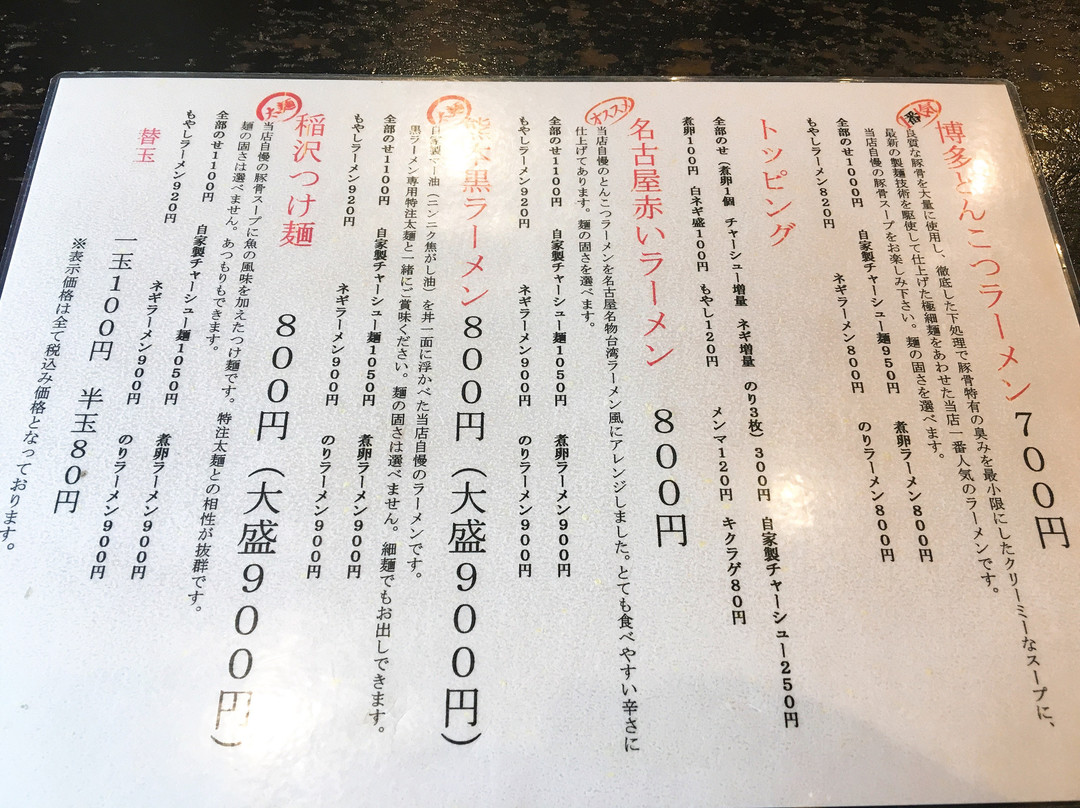 博多とんこつラーメン 700円
良質な豚骨を大量に使用し、徹底した下処理で豚骨特有の臭みを最小限にしたクリーミーなスープに、
最新の製麺技術を駆使して仕上げた極細麺をあわせた当店一番人気のラーメンです。
当店自慢の豚骨スープをお楽しみ下さい。麺の固さを選べます。
全部のせ1000円 自家製チャーシュー麺950円 煮卵ラーメン800円
もやしラーメン820円 ネギラーメン800円 のりラーメン800円
トッピング
全部のせ（煮卵1個 チャーシュー増量 ネギ増量 のり3枚）300円 自家製チャーシュー250円
煮卵100円 白ネギ盛100円 もやし120円 メンマ120円 キクラゲ80円
オススメ
名古屋赤いラーメン 800円
当店自慢のとんこつラーメンを名古屋名物台湾ラーメン風にアレンジしました。とても食べやすい辛さに
仕上げてあります。麺の固さを選べます。
全部のせ1100円 自家製チャーシュー麺1050円 煮卵ラーメン900円
もやしラーメン920円 ネギラーメン900円 のりラーメン900円
黒ラーメン 800円（大盛900円）
マー油（ニンニク焦がし油）を丼一面に浮かべた当店自慢のラーメンです。
黒ラーメン専用特注太麺と一緒にご賞味ください。麺の固さは選べません。細麺でもお出しできます。
全部のせ1100円 自家製チャーシュー麺1050円 煮卵ラーメン900円
もやしラーメン920円 ネギラーメン900円 のりラーメン900円
太麺
稲沢つけ麺 800円（大盛900円）
当店自慢の豚骨スープに魚の風味を加えたつけ麺です。特注太麺との相性が抜群です。
麺の固さは選べません。あつもりもできます。
全部のせ1100円 自家製チャーシュー麺1050円 煮卵ラーメン900円
もやしラーメン920円 ネギラーメン900円 のりラーメン900円
替玉
一玉100円 半玉80円
※表示価格は全て税込み価格となっております。